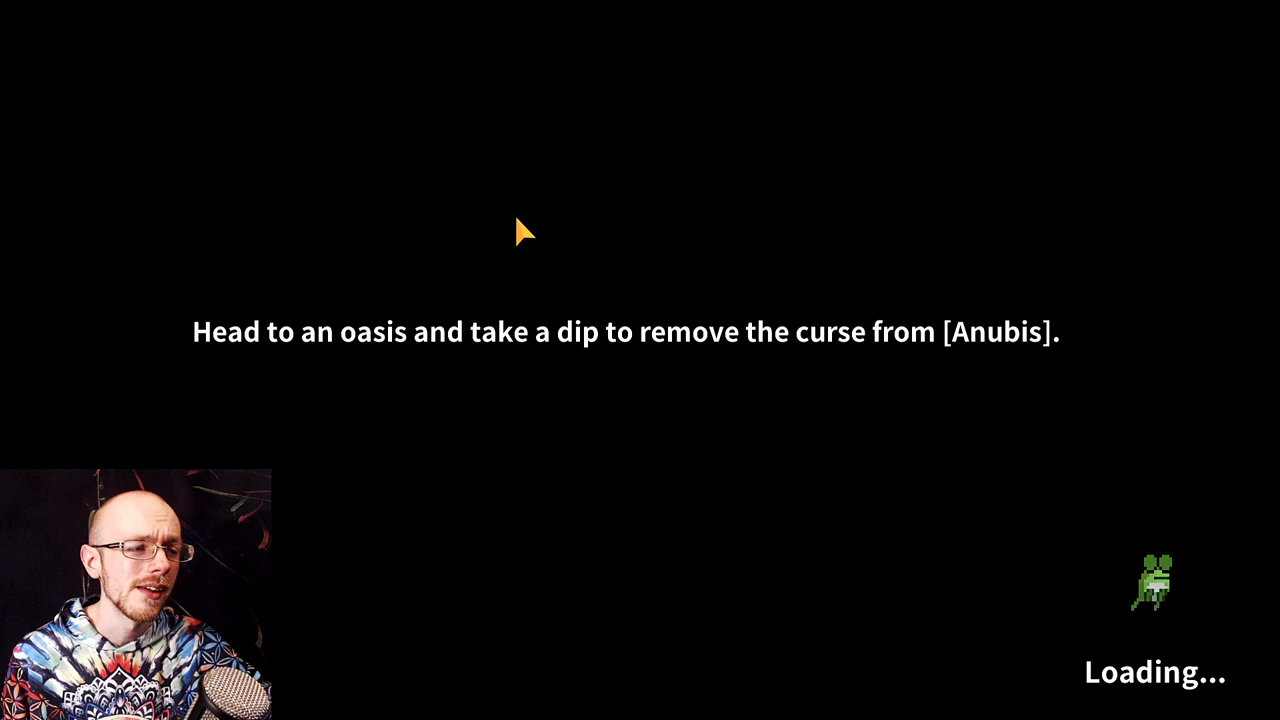 Head to an oasis and take a dip to remove the curse from [Anubis].
Loading...